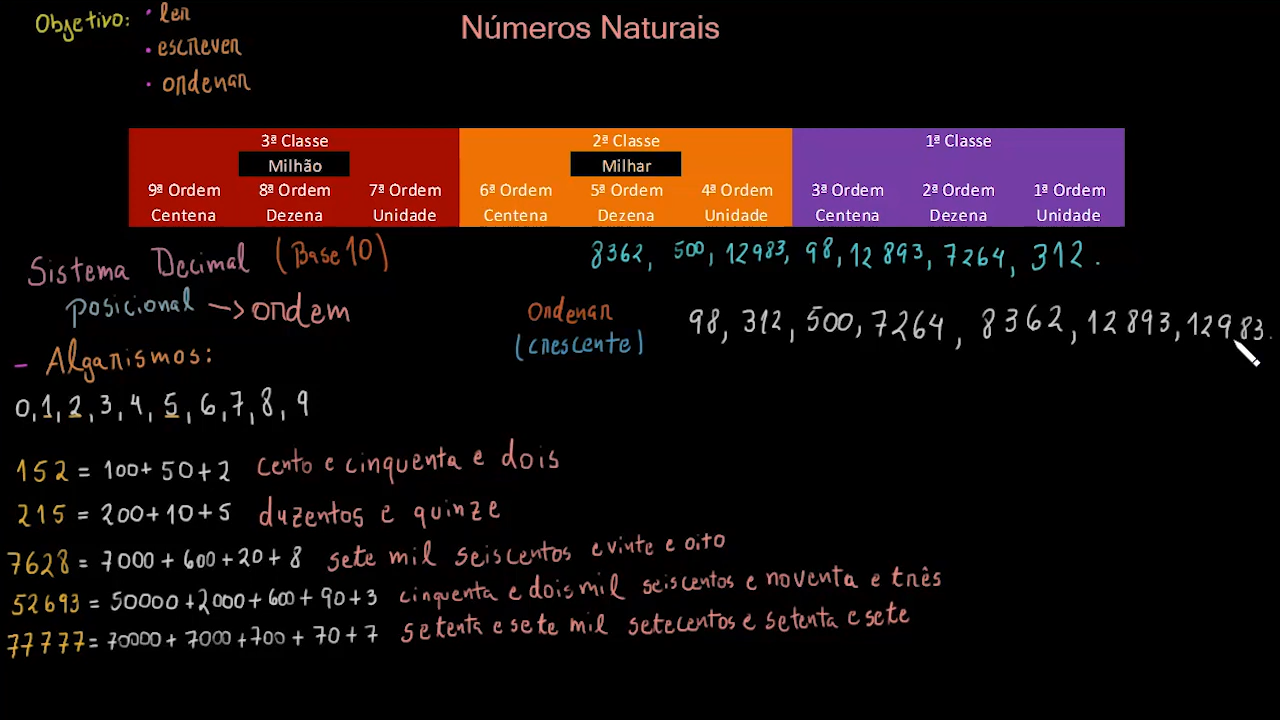 Objetivo: • ler
• escrever
• ordenar
Números Naturais
3ª Classe 2ª Classe 1ª Classe
Milhão Milhar
9ª Ordem 8ª Ordem 7ª Ordem 6ª Ordem 5ª Ordem 4ª Ordem 3ª Ordem 2ª Ordem 1ª Ordem
Centena Dezena Unidade Centena Dezena Unidade Centena Dezena Unidade
Sistema Decimal (Base 10)
posicional → ordem
8362, 500, 12983, 98, 12893, 7264, 312.
Ordenar
(crescente)
98, 312, 500, 7264, 8362, 12893, 12983.
- Algarismos:
0, 1, 2, 3, 4, 5, 6, 7, 8, 9
152 = 100+ 50+2 cento e cinquenta e dois
215 = 200+10+5 duzentos e quinze
7628 = 7000 + 600 +20 + 8 sete mil seiscentos e vinte e oito
52693 = 50000 +2000 + 600 + 90 + 3 cinquenta e dois mil seiscentos e noventa e três
77777 = 70000 + 7000 +700 + 70 + 7 setenta e sete mil setecentos e setenta e sete